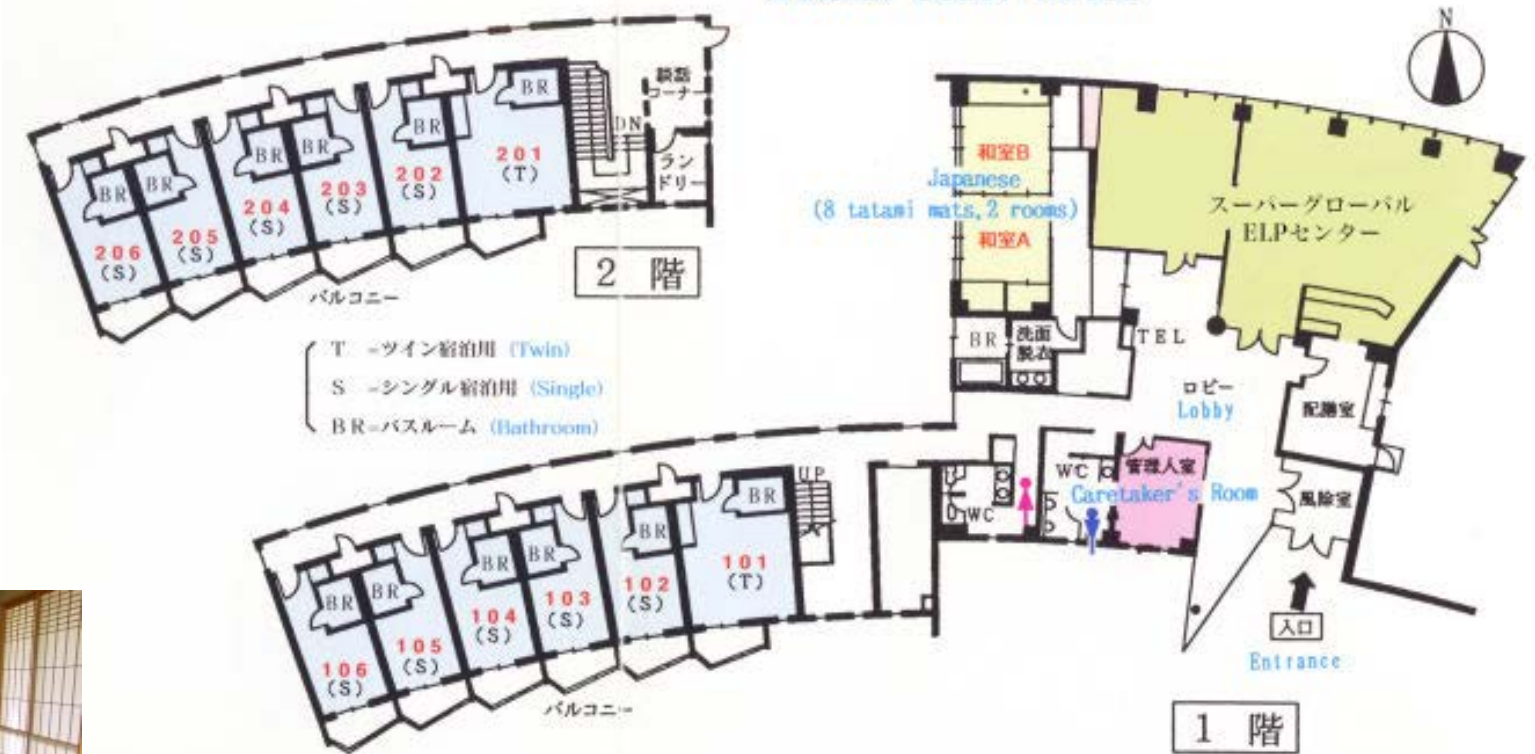 N
談話
コーナー
BR
DN
ラン
ドリー
201
(T)
BR
202
(S)
BR
203
(S)
BR
204
(S)
BR
205
(S)
BR
206
(S)
バルコニー
2 階
T =ツイン宿泊用 (Twin)
S =シングル宿泊用 (Single)
BR=バスルーム (Bathroom)
和室B
Japanese
(8 tatami mats, 2 rooms)
和室A
スーパーグローバル
ELPセンター
BR
洗面
脱衣
TEL
ロビー
Lobby
配膳室
WC
WC
管理人室
Caretaker's Room
風除室
入口
Entrance
UP
BR
101
(T)
BR
102
(S)
BR
103
(S)
BR
104
(S)
BR
105
(S)
BR
106
(S)
バルコニー
1 階